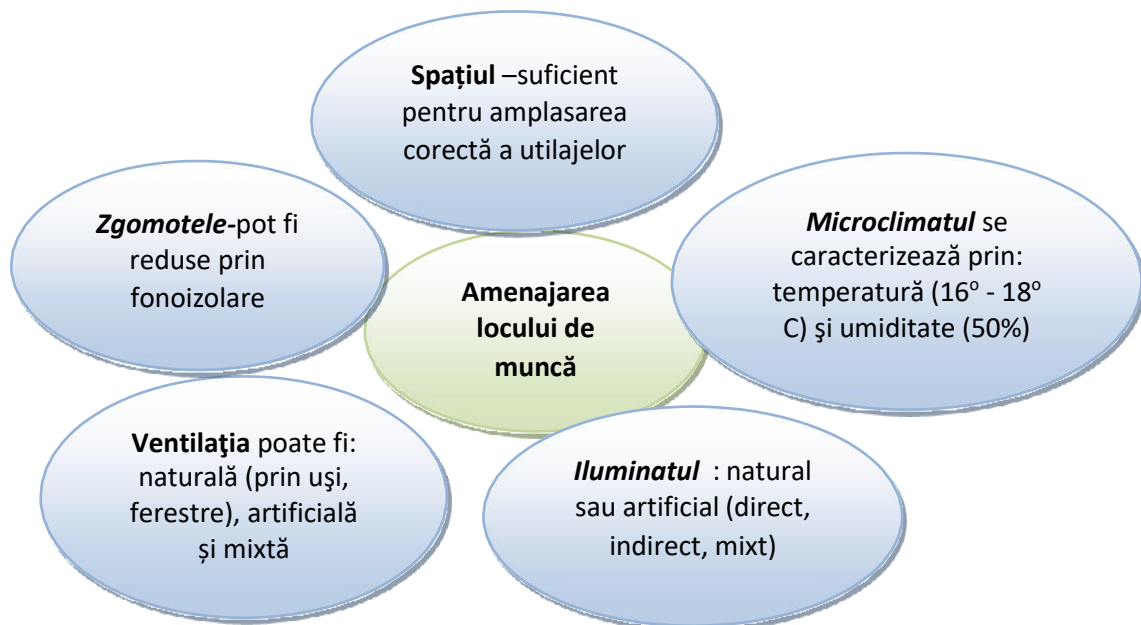 Spațiul –suficient
pentru amplasarea
corectă a utilajelor
Zgomotele-pot fi
reduse prin
fonoizolare
Microclimatul se
caracterizează prin:
temperatură (16º - 18º
C) şi umiditate (50%)
Amenajarea
locului de
muncă
Ventilaţia poate fi:
naturală (prin uşi,
ferestre), artificială
și mixtă
Iluminatul : natural
sau artificial (direct,
indirect, mixt)